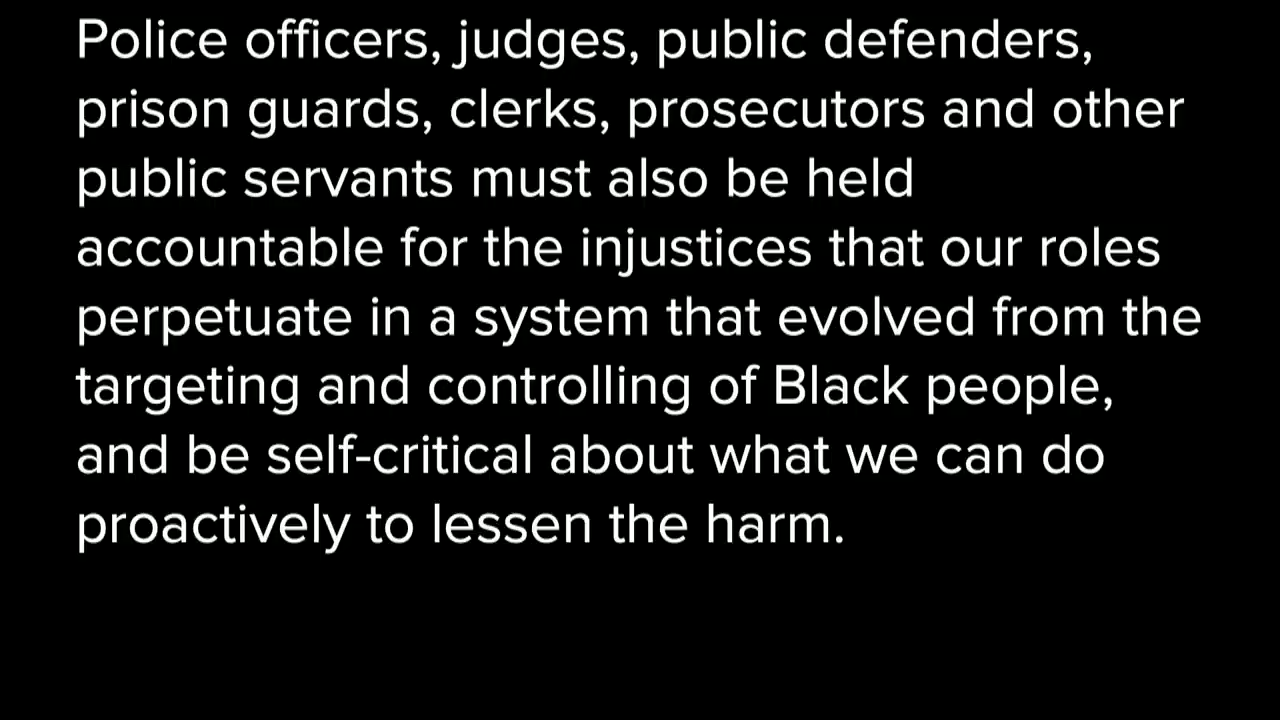 Police officers, judges, public defenders,
prison guards, clerks, prosecutors and other
public servants must also be held
accountable for the injustices that our roles
perpetuate in a system that evolved from the
targeting and controlling of Black people,
and be self-critical about what we can do
proactively to lessen the harm.